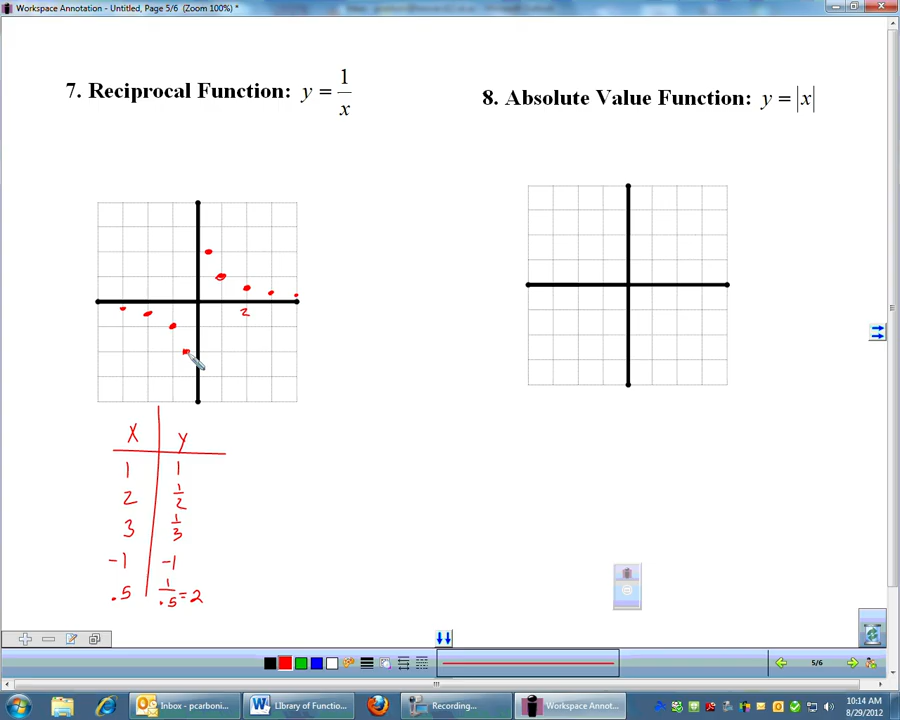 Workspace Annotation - Untitled, Page 5/6 (Zoom 100%) *
7. Reciprocal Function: y = 1/x
8. Absolute Value Function: y = |x|
2
X Y
1 1
2 1/2
3 1/3
-1 -1
.5 1/.5 = 2
5/6
Inbox - pcarboni...
LIbrary of Functio...
Recording...
Workspace Annot...
10:14 AM
8/29/2012